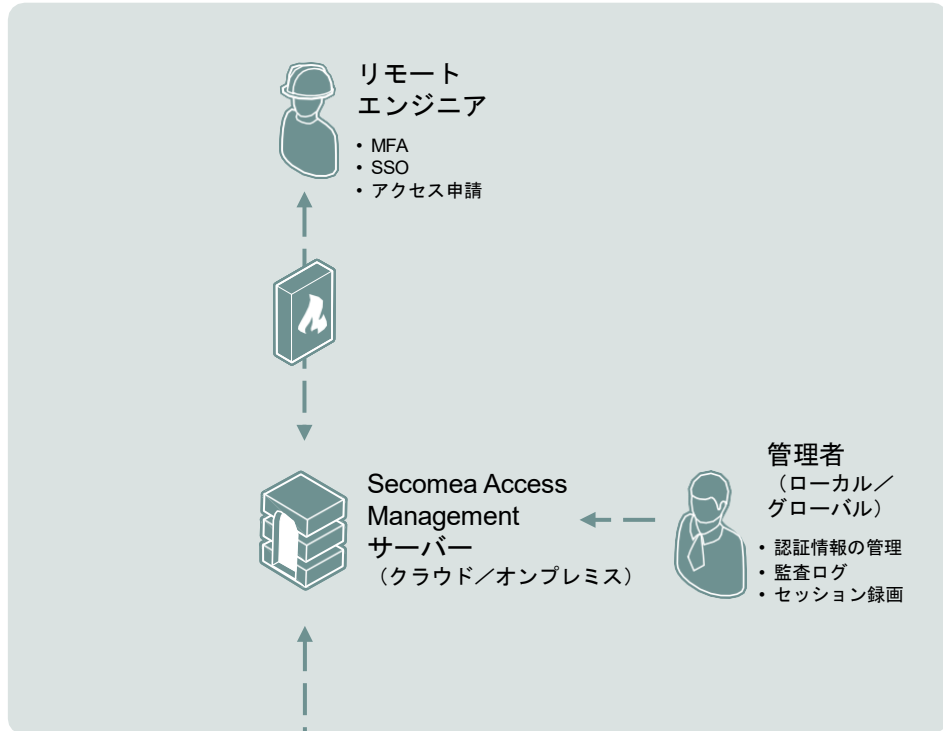 リモート
エンジニア
• MFA
• SSO
• アクセス申請
Secomea Access
Management
サーバー
（クラウド／オンプレミス）
管理者
（ローカル／
グローバル）
• 認証情報の管理
• 監査ログ
• セッション録画